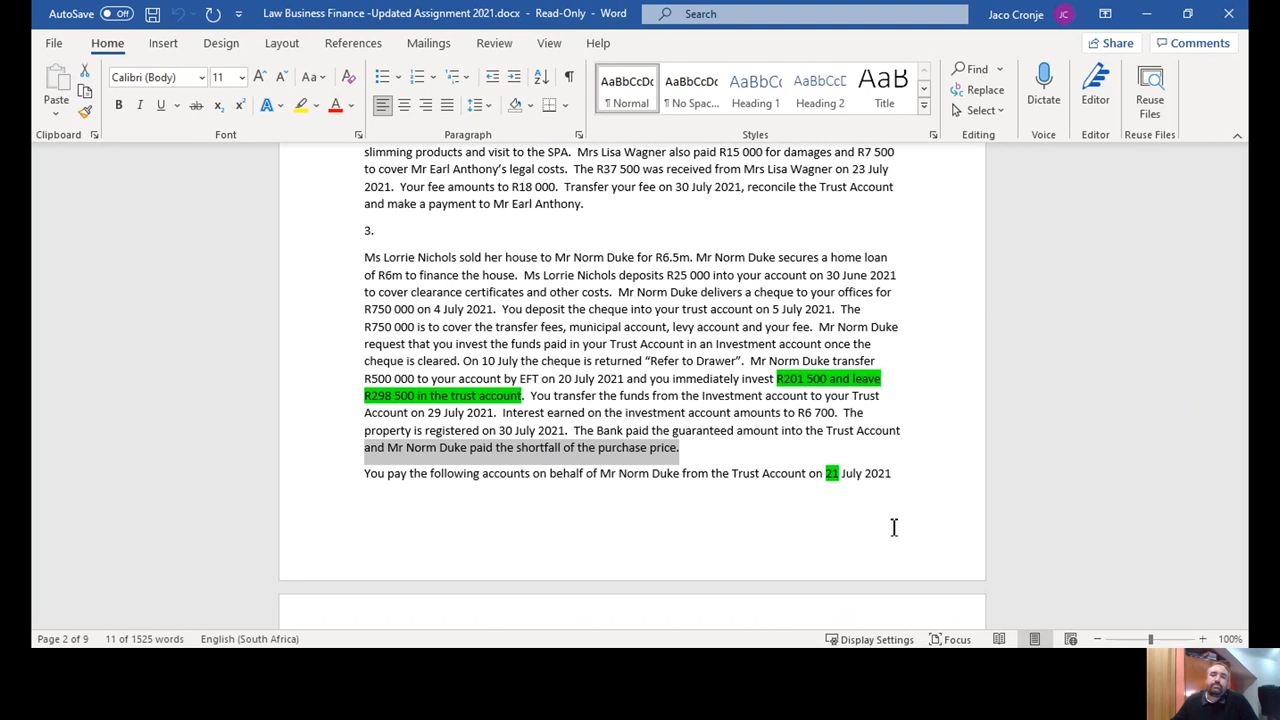 AutoSave Off Law Business Finance -Updated Assignment 2021.docx - Read-Only - Word Search Jaco Cronje JC
File Home Insert Design Layout References Mailings Review View Help Share Comments
Calibri (Body) 11 A A Aa A AaBbCcDc AaBbCcDc AaBbCc AaBbCcD AaB Find
Paste B I U ab x2 x2 A A ¶ Normal ¶ No Spac... Heading 1 Heading 2 Title Replace Select Dictate Editor Reuse Files
Clipboard Font Paragraph Styles Editing Voice Editor Reuse Files
slimming products and visit to the SPA. Mrs Lisa Wagner also paid R15 000 for damages and R7 500
to cover Mr Earl Anthony's legal costs. The R37 500 was received from Mrs Lisa Wagner on 23 July
2021. Your fee amounts to R18 000. Transfer your fee on 30 July 2021, reconcile the Trust Account
and make a payment to Mr Earl Anthony.
3.
Ms Lorrie Nichols sold her house to Mr Norm Duke for R6.5m. Mr Norm Duke secures a home loan
of R6m to finance the house. Ms Lorrie Nichols deposits R25 000 into your account on 30 June 2021
to cover clearance certificates and other costs. Mr Norm Duke delivers a cheque to your offices for
R750 000 on 4 July 2021. You deposit the cheque into your trust account on 5 July 2021. The
R750 000 is to cover the transfer fees, municipal account, levy account and your fee. Mr Norm Duke
request that you invest the funds paid in your Trust Account in an Investment account once the
cheque is cleared. On 10 July the cheque is returned “Refer to Drawer”. Mr Norm Duke transfer
R500 000 to your account by EFT on 20 July 2021 and you immediately invest R201 500 and leave
R298 500 in the trust account. You transfer the funds from the Investment account to your Trust
Account on 29 July 2021. Interest earned on the investment account amounts to R6 700. The
property is registered on 30 July 2021. The Bank paid the guaranteed amount into the Trust Account
and Mr Norm Duke paid the shortfall of the purchase price.
You pay the following accounts on behalf of Mr Norm Duke from the Trust Account on 21 July 2021
Page 2 of 9 11 of 1525 words English (South Africa) Display Settings Focus 100%